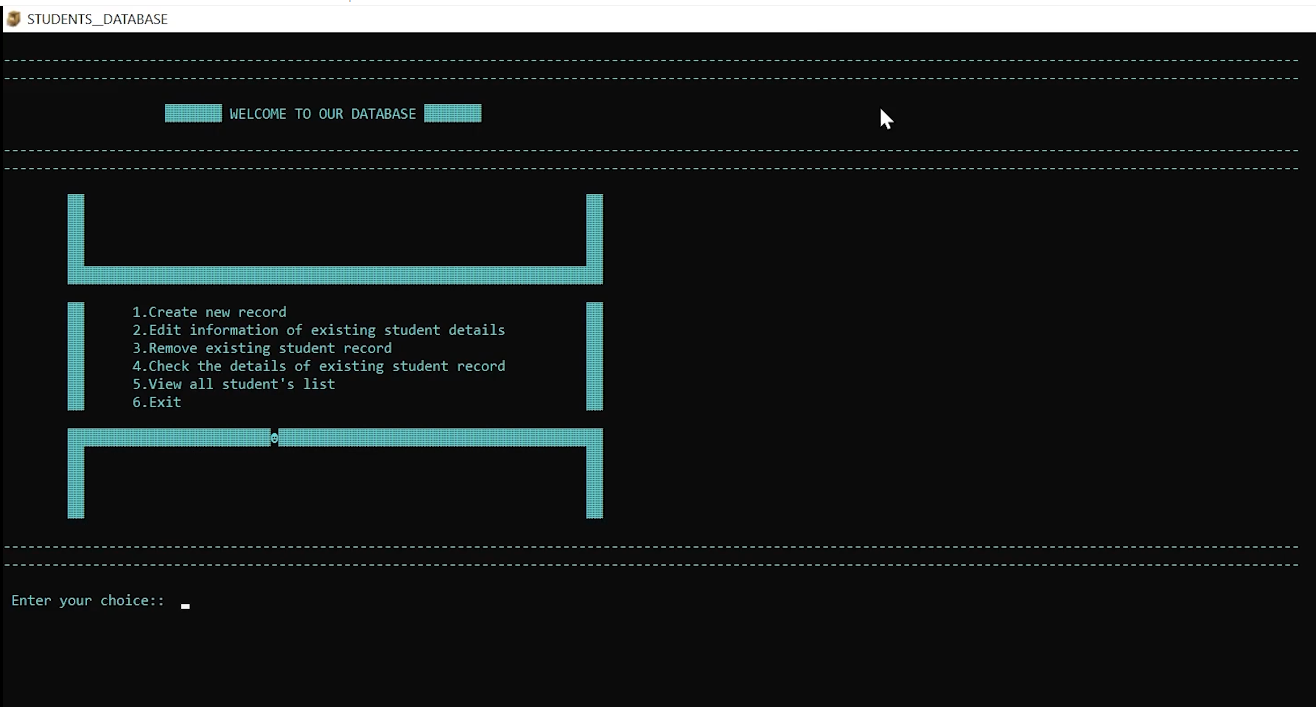 STUDENTS__DATABASE
WELCOME TO OUR DATABASE
1.Create new record
2.Edit information of existing student details
3.Remove existing student record
4.Check the details of existing student record
5.View all student's list
6.Exit
Enter your choice::